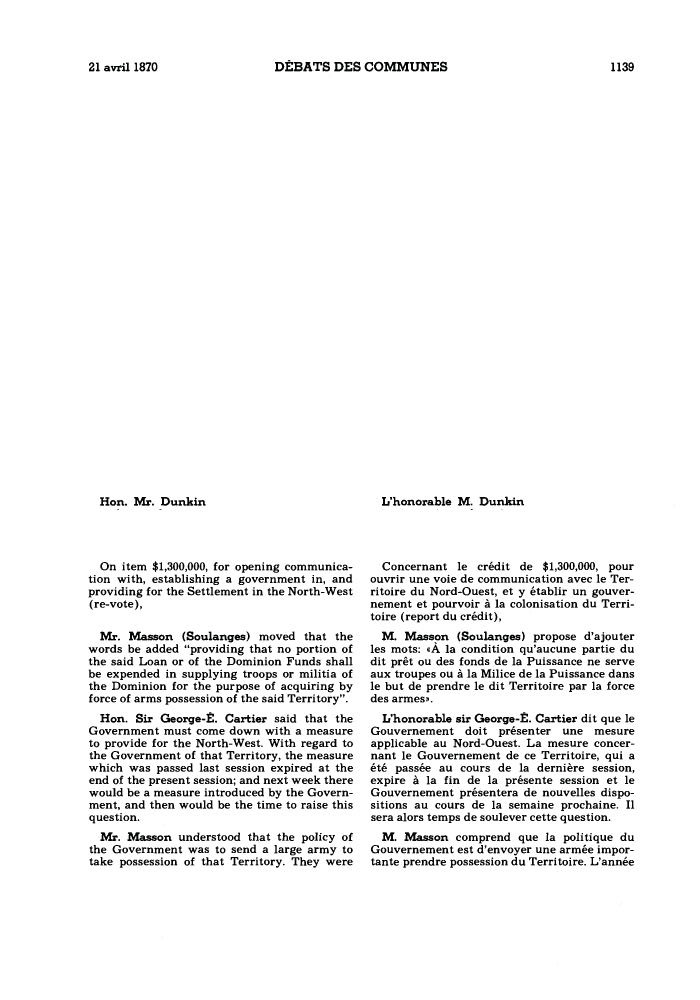 21 avril 1870 DÉBATS DES COMMUNES 1139
Hon. Mr. Dunkin
On item $1,300,000, for opening communica-
tion with, establishing a government in, and
providing for the Settlement in the North-West
(re-vote),
Mr. Masson (Soulanges) moved that the
words be added "providing that no portion of
the said Loan or of the Dominion Funds shall
be expended in supplying troops or militia of
the Dominion for the purpose of acquiring by
force of arms possession of the said Territory".
Hon. Sir George-É. Cartier said that the
Government must come down with a measure
to provide for the North-West. With regard to
the Government of that Territory, the measure
which was passed last session expired at the
end of the present session; and next week there
would be a measure introduced by the Govern-
ment, and then would be the time to raise this
question.
Mr. Masson understood that the policy of
the Government was to send a large army to
take possession of that Territory. They were
L'honorable M. Dunkin
Concernant le crédit de $1,300,000, pour
ouvrir une voie de communication avec le Ter-
ritoire du Nord-Ouest, et y établir un gouver-
nement et pourvoir à la colonisation du Terri-
toire (report du crédit),
M. Masson (Soulanges) propose d'ajouter
les mots: «À la condition qu'aucune partie du
dit prêt ou des fonds de la Puissance ne serve
aux troupes ou à la Milice de la Puissance dans
le but de prendre le dit Territoire par la force
des armes».
L'honorable sir George-É. Cartier dit que le
Gouvernement doit présenter une mesure
applicable au Nord-Ouest. La mesure concer-
nant le Gouvernement de ce Territoire, qui a
été passée au cours de la dernière session,
expire à la fin de la présente session et le
Gouvernement présentera de nouvelles dispo-
sitions au cours de la semaine prochaine. Il
sera alors temps de soulever cette question.
M. Masson comprend que la politique du
Gouvernement est d'envoyer une armée impor-
tante prendre possession du Territoire. L'année